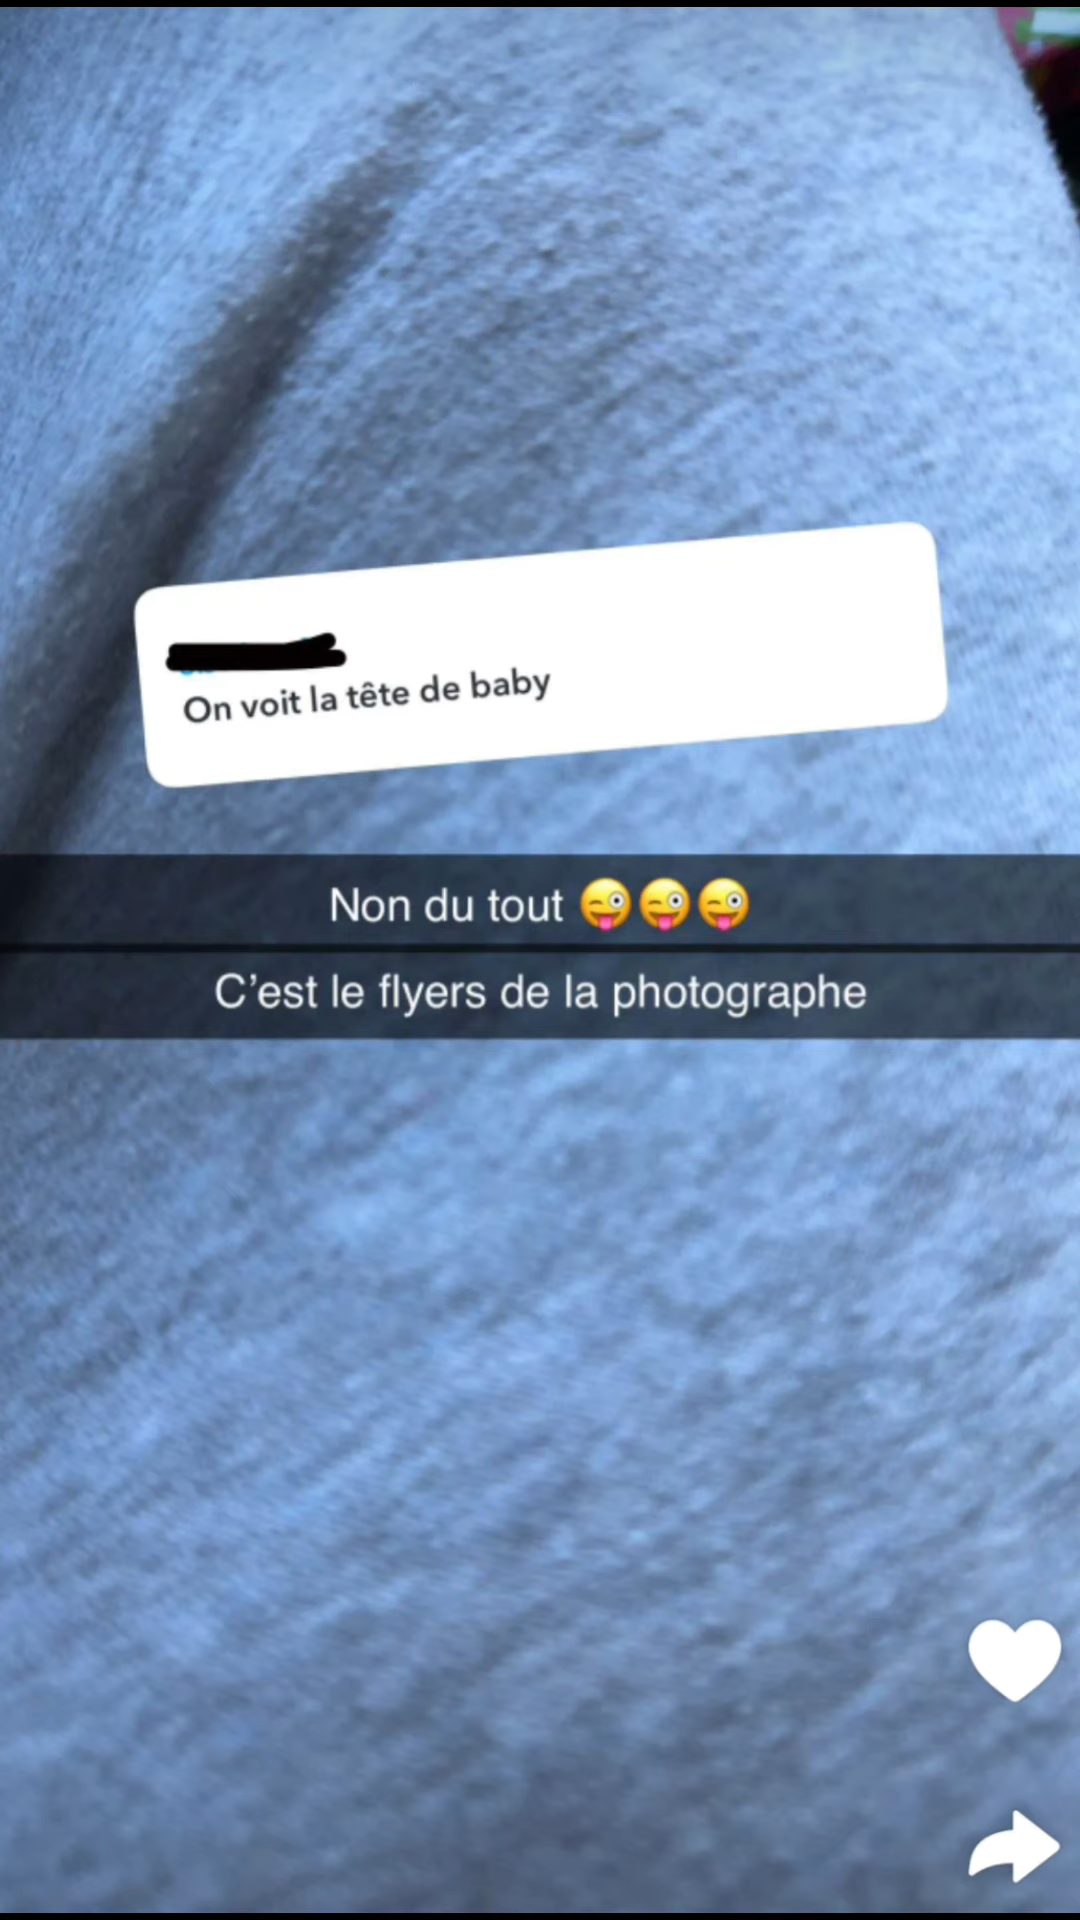 On voit la tête de baby
Non du tout 😜😜😜
C’est le flyers de la photographe